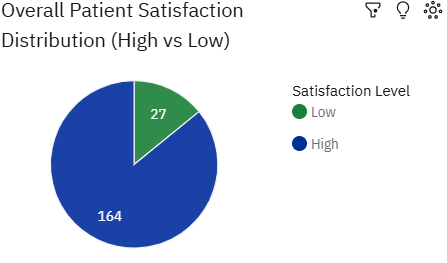 Overall Patient Satisfaction
Distribution (High vs Low)
Satisfaction Level
Low
High
27
164